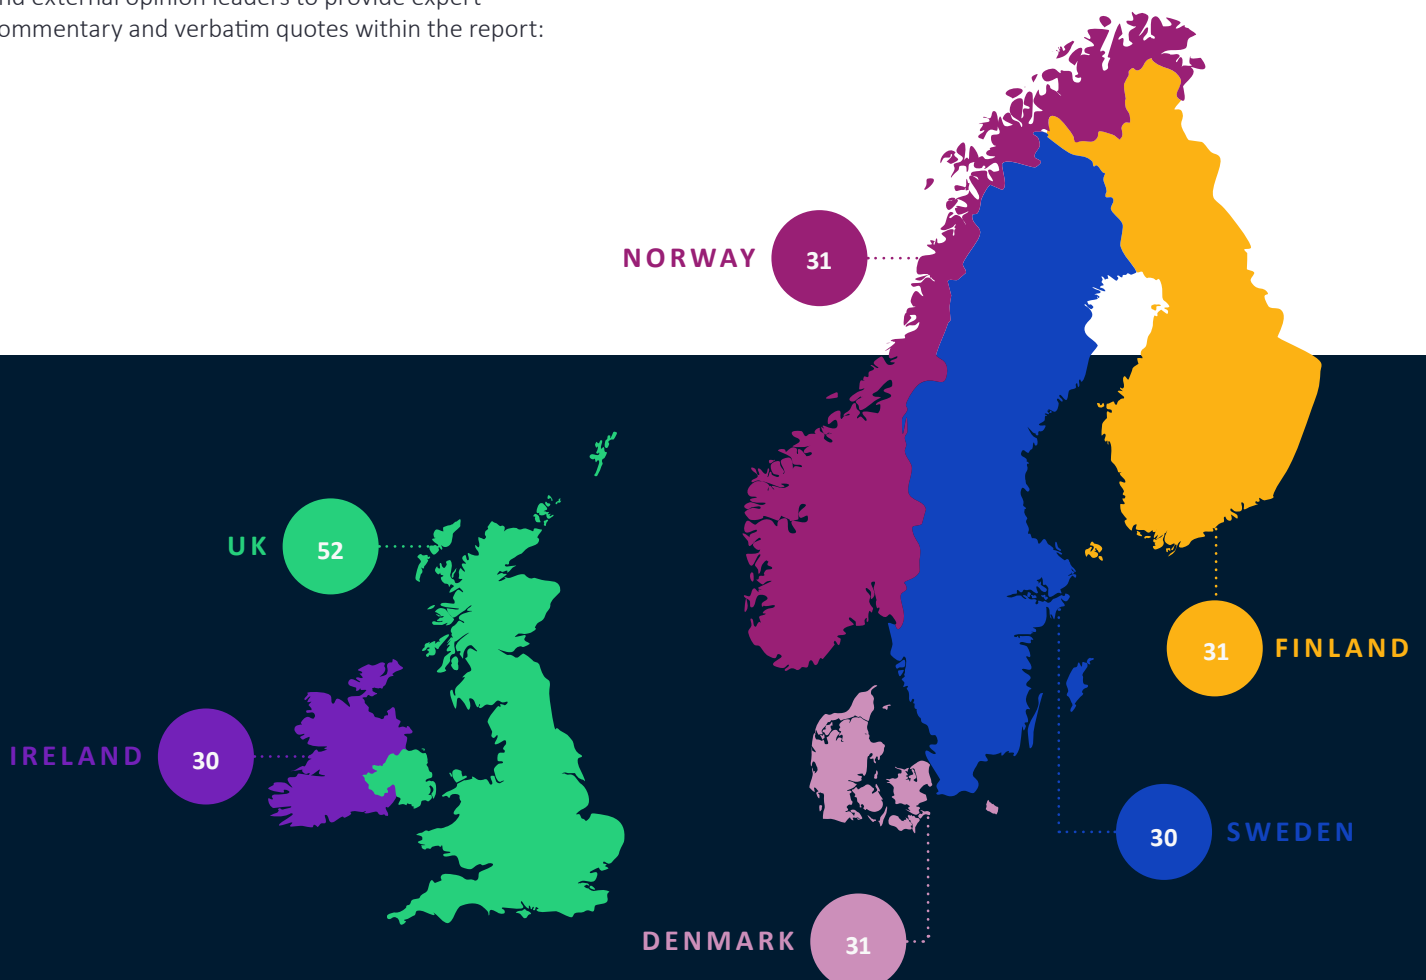 ommentary and verbatim quotes within the report:
NORWAY 31
UK 52
31 FINLAND
IRELAND 30
30 SWEDEN
DENMARK 31